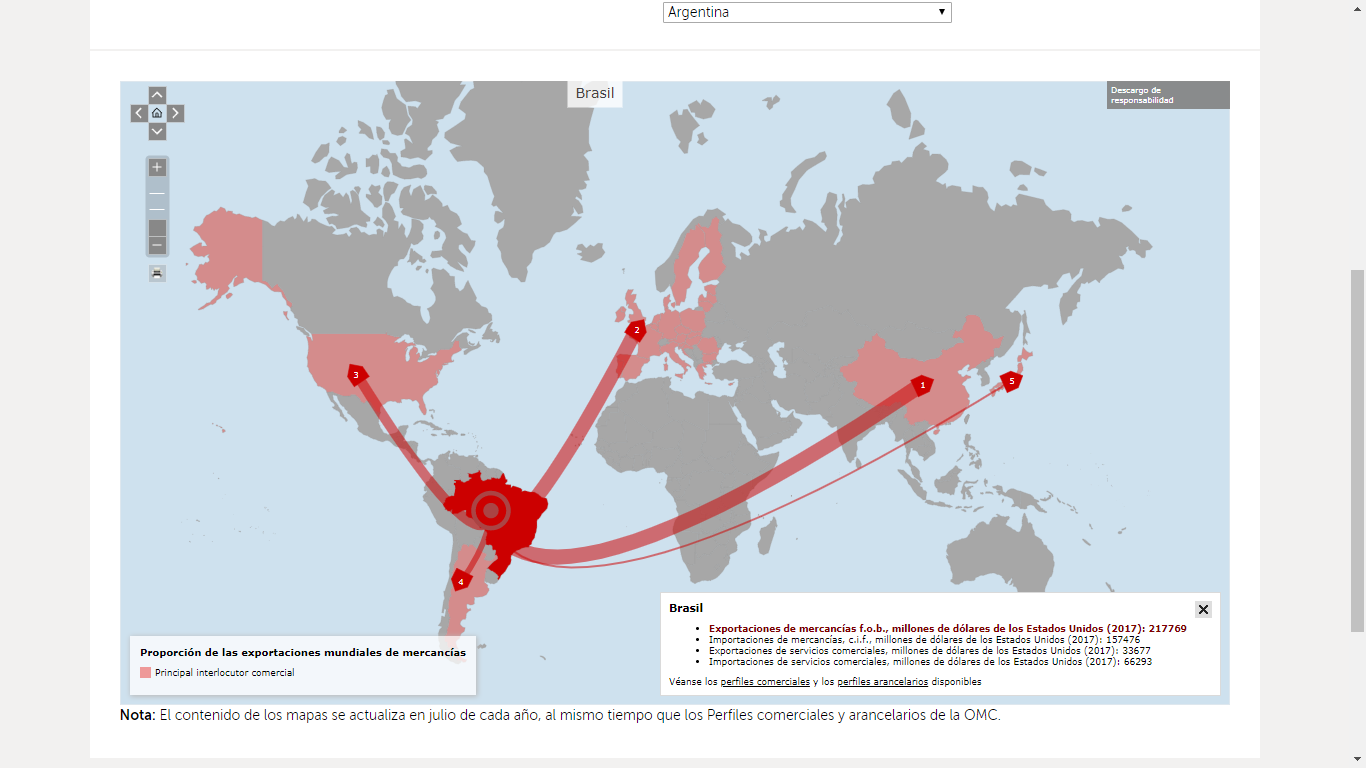 Argentina
Brasil
Descargo de
responsabilidad
2
3
1
5
4
Brasil
Exportaciones de mercancías f.o.b., millones de dólares de los Estados Unidos (2017): 217769
Importaciones de mercancías, c.i.f., millones de dólares de los Estados Unidos (2017): 157476
Exportaciones de servicios comerciales, millones de dólares de los Estados Unidos (2017): 33677
Importaciones de servicios comerciales, millones de dólares de los Estados Unidos (2017): 66293
Véanse los perfiles comerciales y los perfiles arancelarios disponibles
Proporción de las exportaciones mundiales de mercancías
Principal interlocutor comercial
Nota: El contenido de los mapas se actualiza en julio de cada año, al mismo tiempo que los Perfiles comerciales y arancelarios de la OMC.